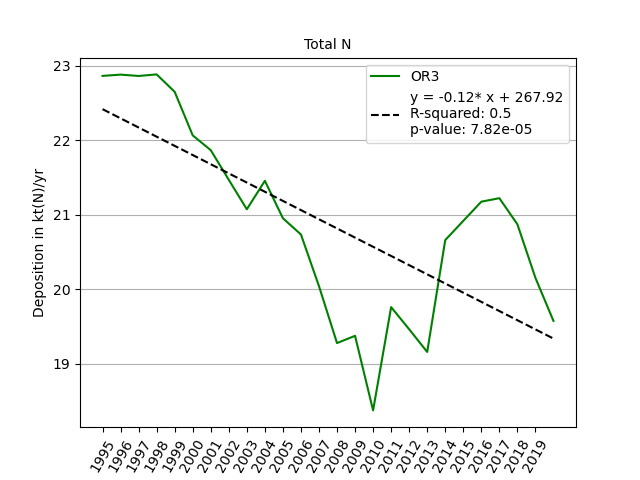 Total N
OR3
y = -0.12* x + 267.92
R-squared: 0.5
p-value: 7.82e-05
Deposition in kt(N)/yr
23
22
21
20
19
1995 1996 1997 1998 1999 2000 2001 2002 2003 2004 2005 2006 2007 2008 2009 2010 2011 2012 2013 2014 2015 2016 2017 2018 2019